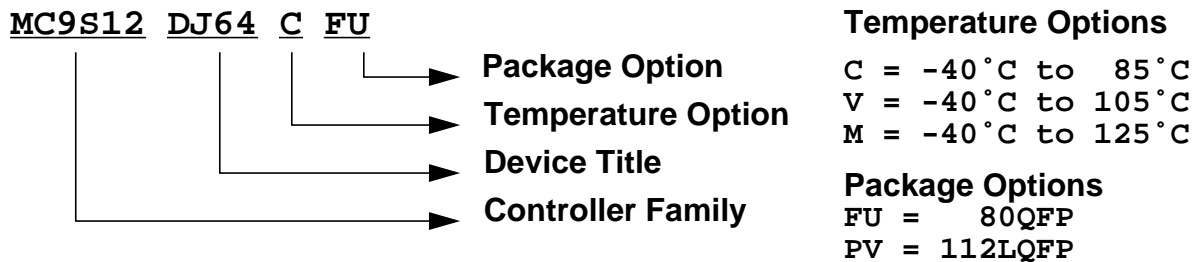 MC9S12 DJ64 C FU
Package Option
Temperature Option
Device Title
Controller Family
Temperature Options
C = -40˚C to 85˚C
V = -40˚C to 105˚C
M = -40˚C to 125˚C
Package Options
FU = 80QFP
PV = 112LQFP